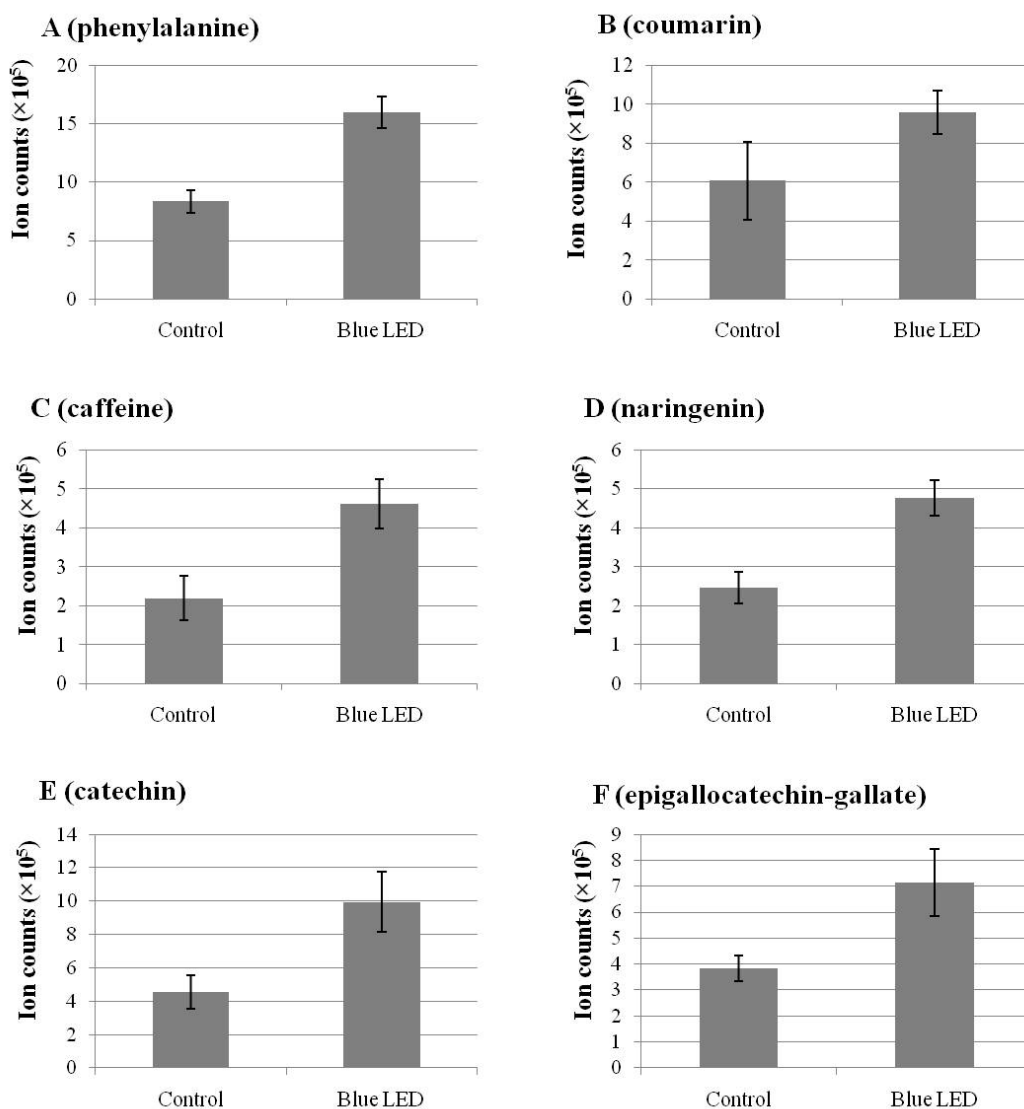 A (phenylalanine)
Ion counts (×10⁵)
20
15
10
5
0
Control Blue LED
B (coumarin)
Ion counts (×10⁵)
12
10
8
6
4
2
0
Control Blue LED
C (caffeine)
Ion counts (×10⁵)
6
5
4
3
2
1
0
Control Blue LED
D (naringenin)
Ion counts (×10⁵)
6
5
4
3
2
1
0
Control Blue LED
E (catechin)
Ion counts (×10⁵)
14
12
10
8
6
4
2
0
Control Blue LED
F (epigallocatechin-gallate)
Ion counts (×10⁵)
9
8
7
6
5
4
3
2
1
0
Control Blue LED